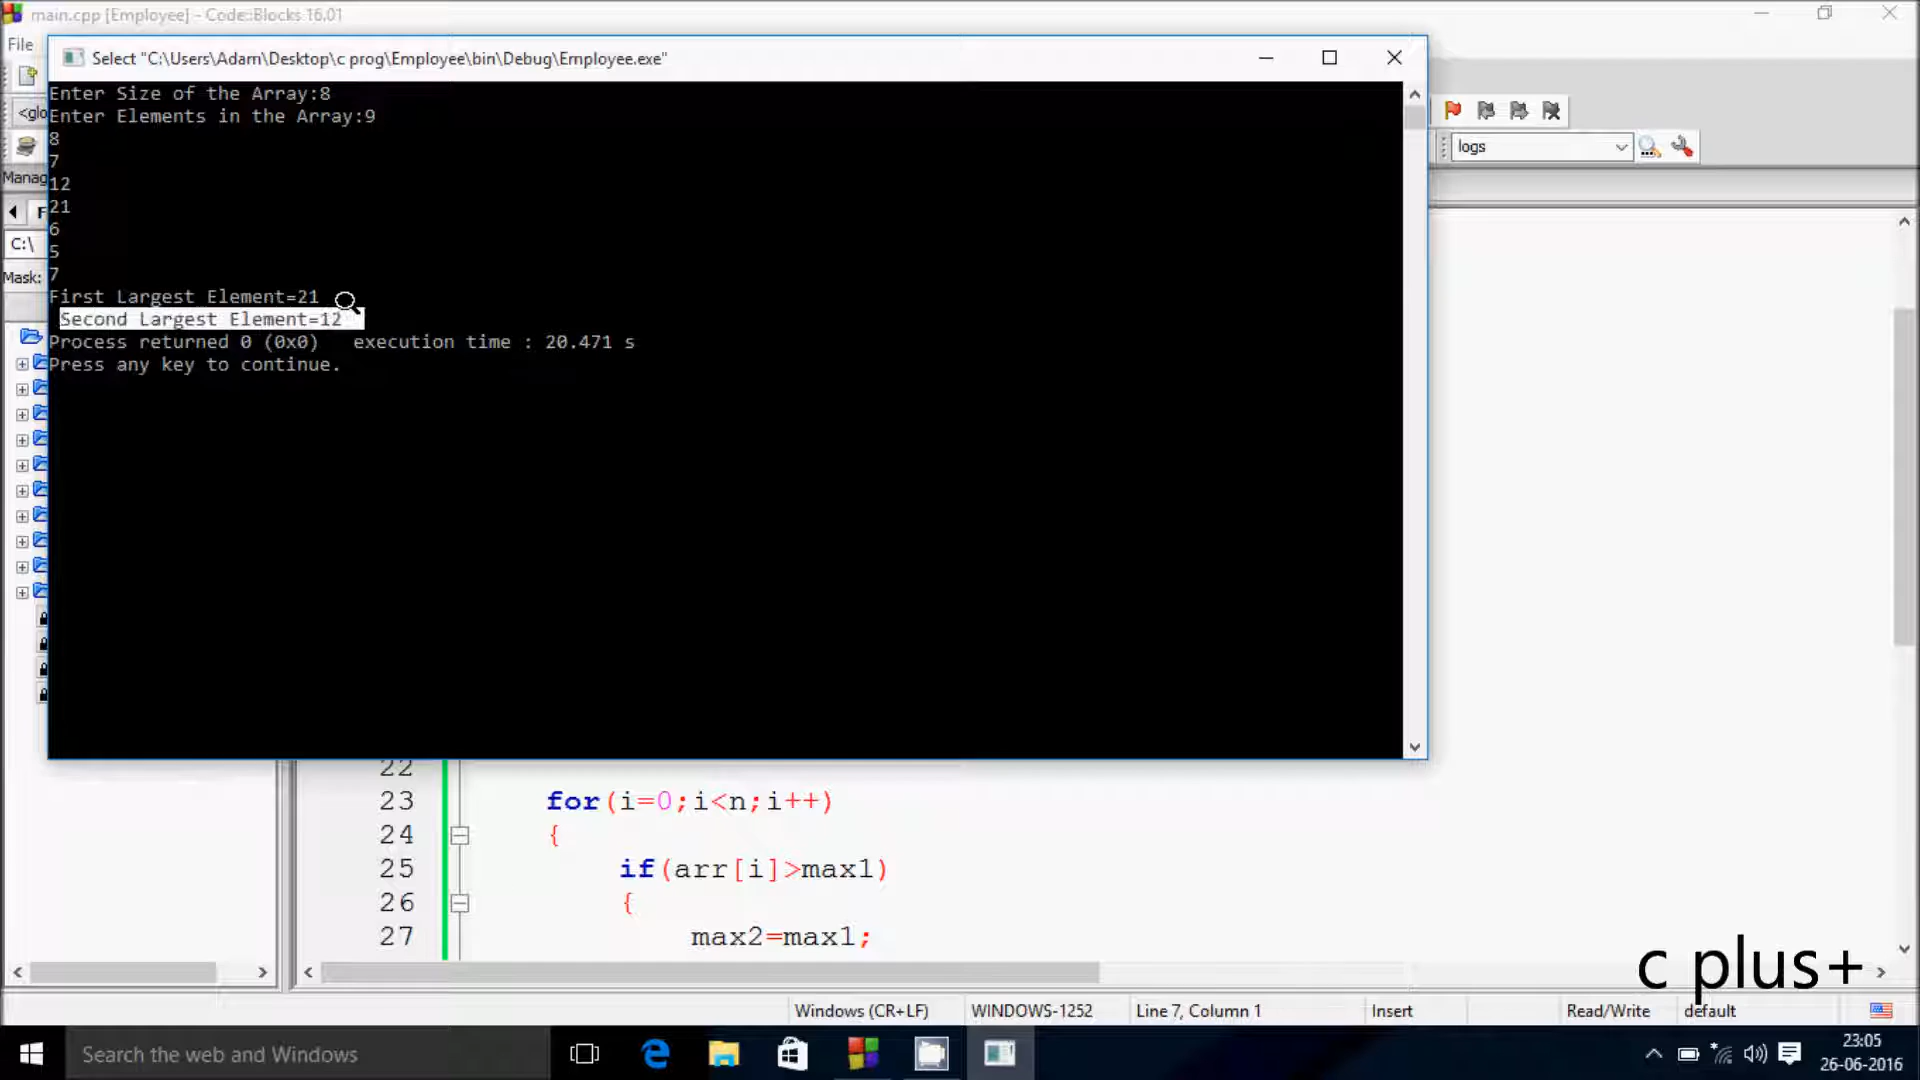 main.cpp [Employee] - Code::Blocks 16.01
File
Select "C:\Users\Adam\Desktop\c prog\Employee\bin\Debug\Employee.exe"
Enter Size of the Array:8
<glo
Enter Elements in the Array:9
8
logs
7
Manag
12
21
F
6
C:\
5
Mask:
7
First Largest Element=21
Second Largest Element=12
Process returned 0 (0x0)   execution time : 20.471 s
Press any key to continue.
22
23 for(i=0;i<n;i++)
24 {
25 if(arr[i]>max1)
26 {
27 max2=max1;
c plus+
Windows (CR+LF) WINDOWS-1252 Line 7, Column 1 Insert Read/Write default
Search the web and Windows
23:05
26-06-2016